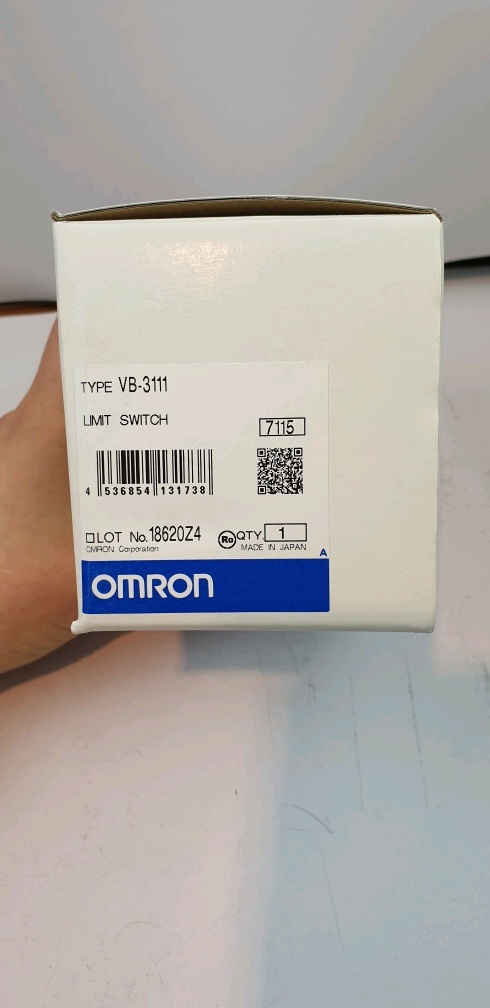 TYPE VB-3111
LIMIT SWITCH
7115
4 536854 131738
LOT No. 18620Z4
Ro QTY. 1
OMRON Corporation
MADE IN JAPAN
A
OMRON